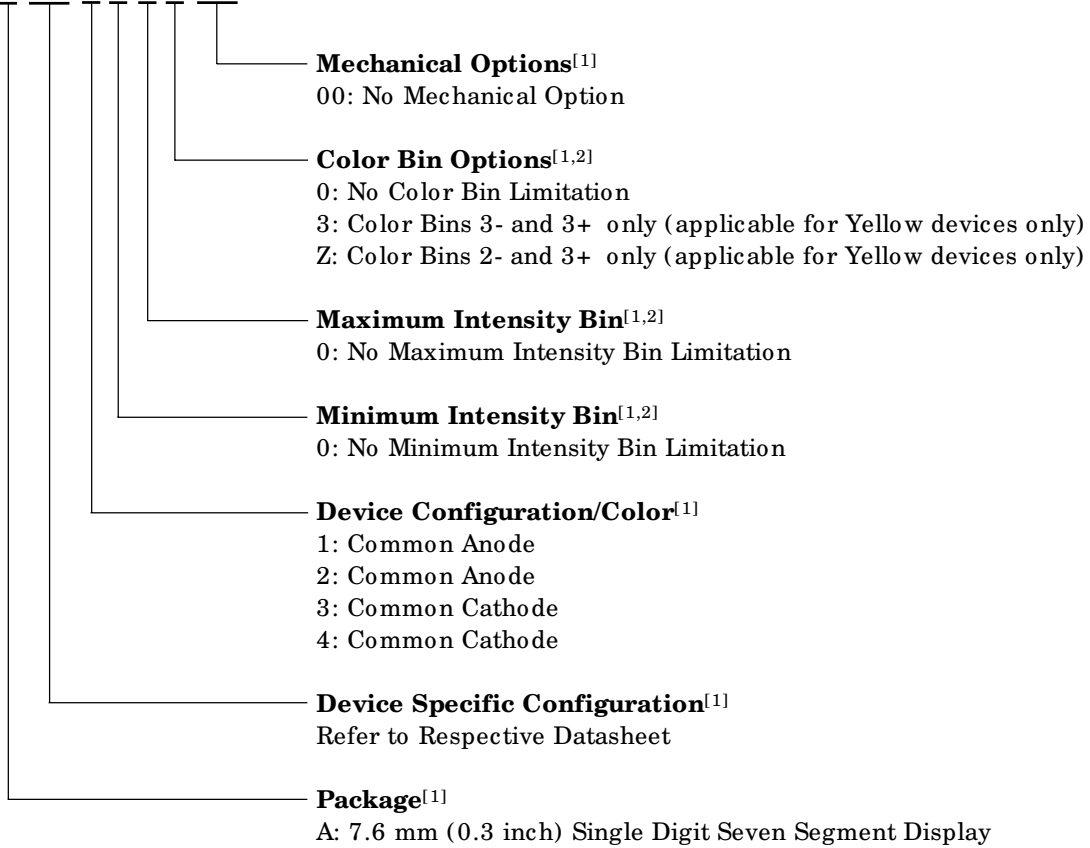 Mechanical Options[1]
00: No Mechanical Option
Color Bin Options[1,2]
0: No Color Bin Limitation
3: Color Bins 3- and 3+ only (applicable for Yellow devices only)
Z: Color Bins 2- and 3+ only (applicable for Yellow devices only)
Maximum Intensity Bin[1,2]
0: No Maximum Intensity Bin Limitation
Minimum Intensity Bin[1,2]
0: No Minimum Intensity Bin Limitation
Device Configuration/Color[1]
1: Common Anode
2: Common Anode
3: Common Cathode
4: Common Cathode
Device Specific Configuration[1]
Refer to Respective Datasheet
Package[1]
A: 7.6 mm (0.3 inch) Single Digit Seven Segment Display